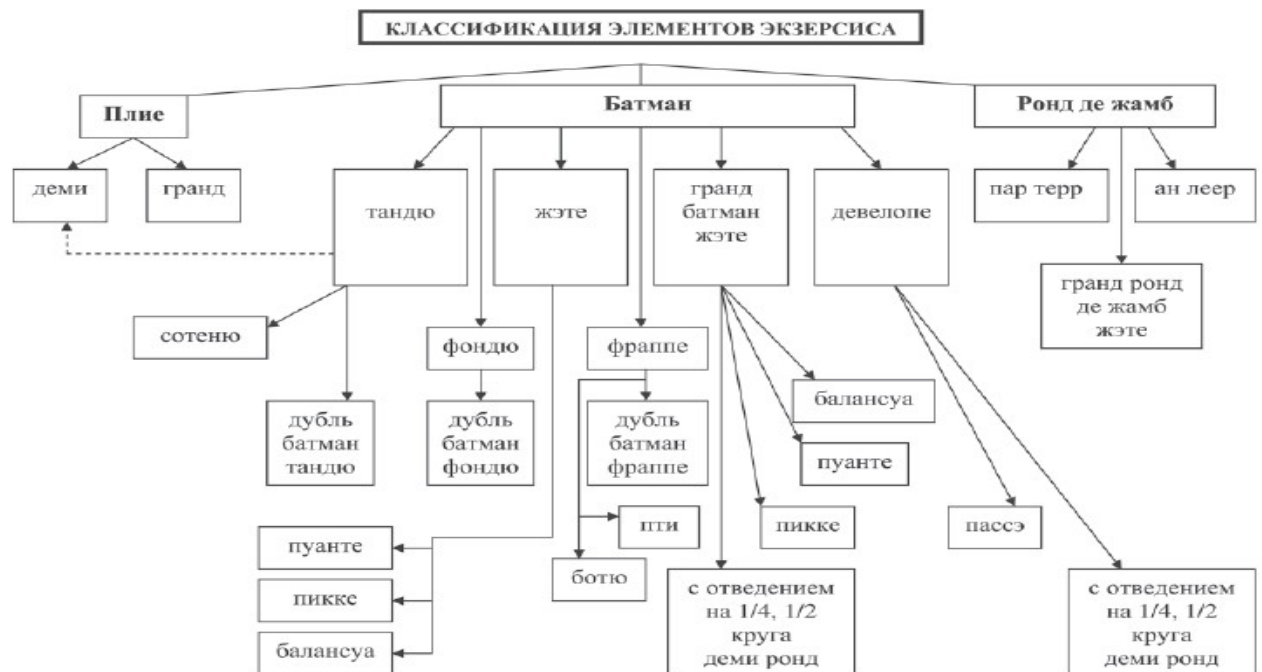 КЛАССИФИКАЦИЯ ЭЛЕМЕНТОВ ЭКЗЕРСИСА
Плие
Батман
Ронд де жамб
деми
гранд
тандю
жэте
гранд
батман
жэте
девелопе
пар терр
ан леер
гранд ронд
де жамб
жэте
сотеню
фондю
фраппе
балансуа
дубль
батман
тандю
дубль
батман
фондю
дубль
батман
фраппе
пуанте
пти
пикке
пассэ
пуанте
ботю
пикке
балансуа
с отведением
на 1/4, 1/2
круга
деми ронд
с отведением
на 1/4, 1/2
круга
деми ронд